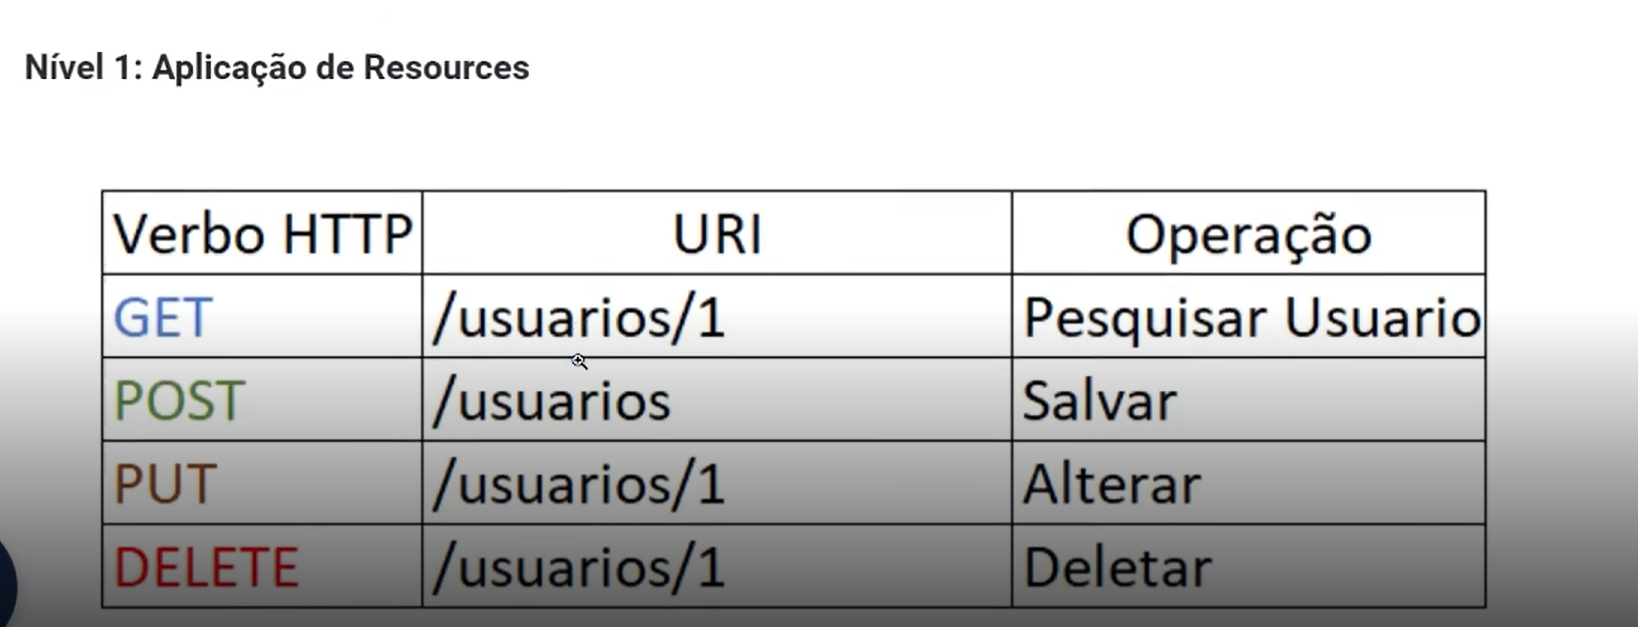 Nível 1: Aplicação de Resources
Verbo HTTP URI Operação
GET /usuarios/1 Pesquisar Usuario
POST /usuarios Salvar
PUT /usuarios/1 Alterar
DELETE /usuarios/1 Deletar